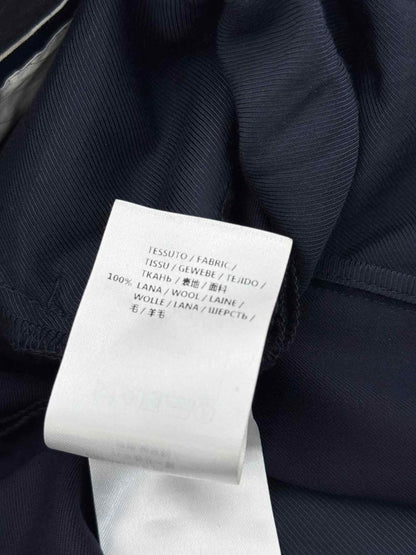 TESSUTO / FABRIC /
TISSU / GEWEBE / TEJIDO /
ТКАНЬ / 表地 / 面料
100% LANA / WOOL / LAINE /
WOLLE / LANA / ШЕРСТЬ /
毛 / 羊毛